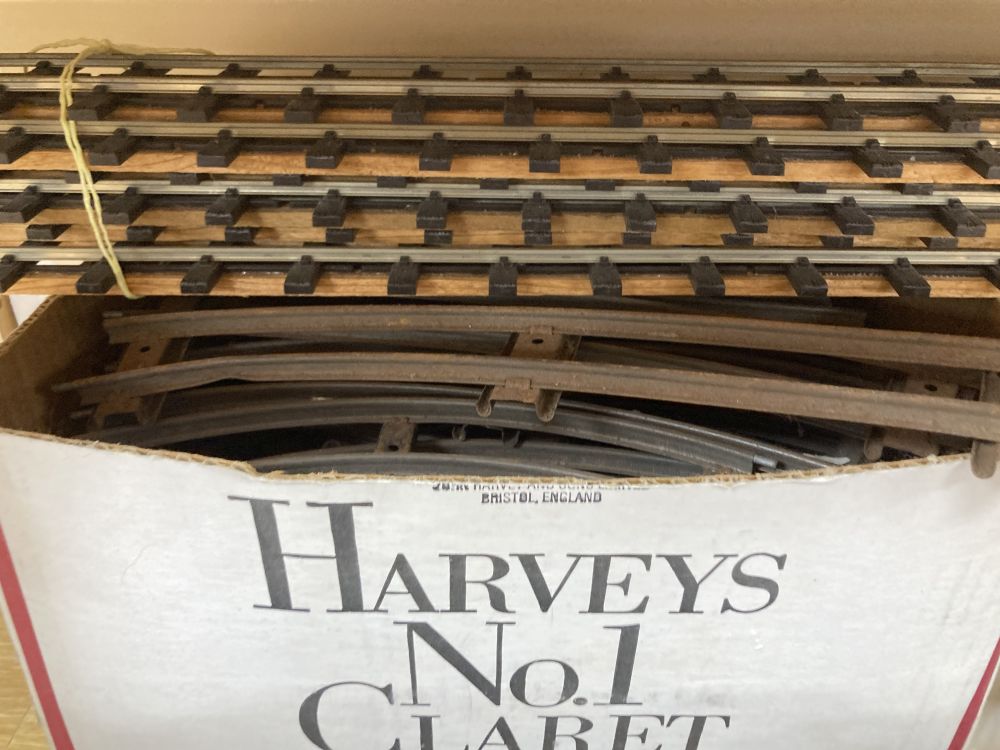 BRISTOL, ENGLAND
HARVEYS
No.1
CLARET